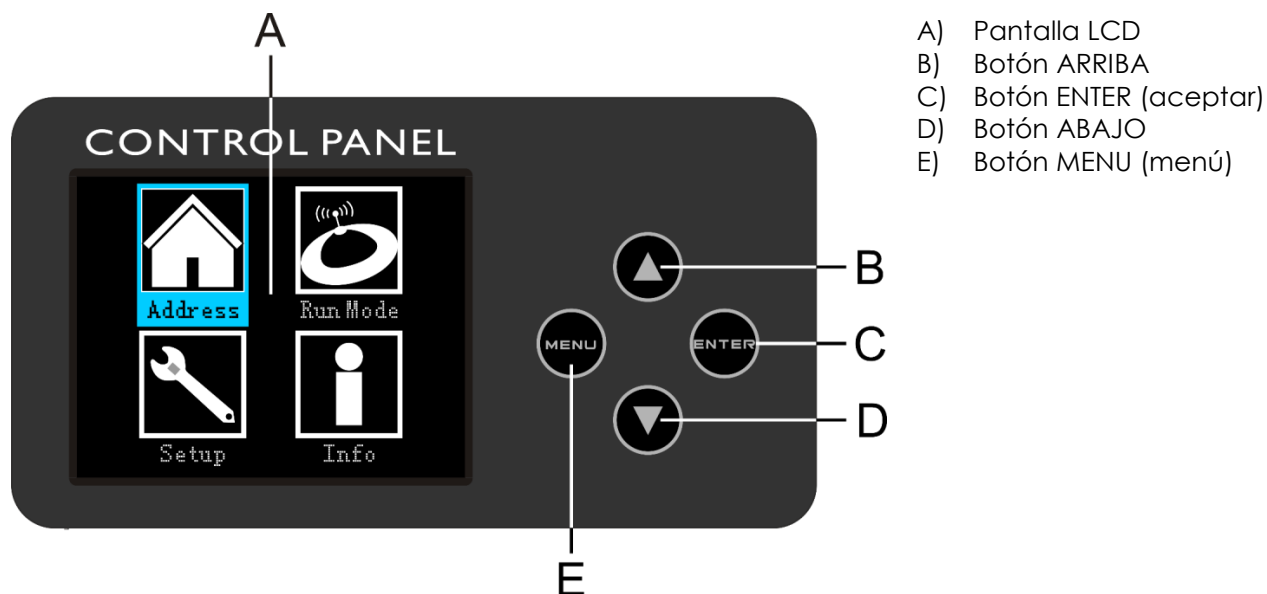 A
A) Pantalla LCD
B) Botón ARRIBA
C) Botón ENTER (aceptar)
D) Botón ABAJO
E) Botón MENU (menú)
CONTROL PANEL
Address
Run Mode
Setup
Info
MENU
ENTER
B
C
D
E